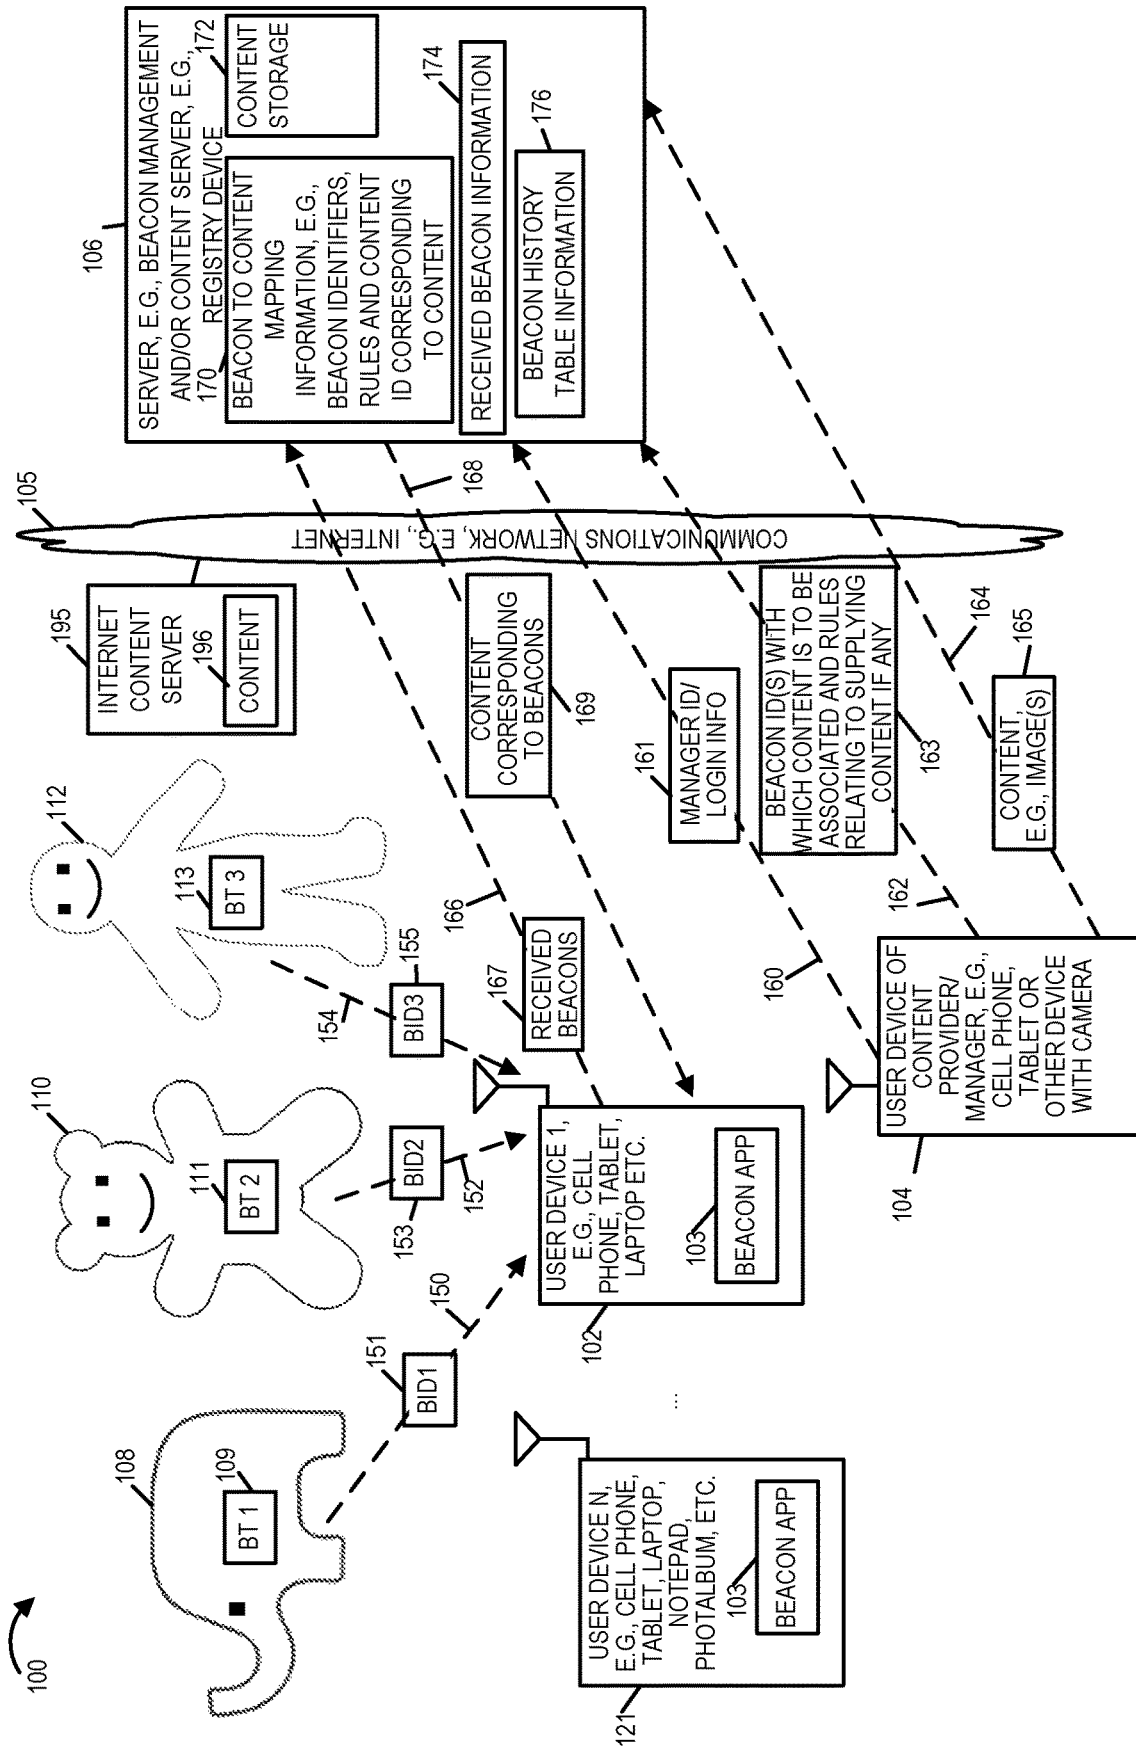 100
108
BT 1
109
110
BT 2
111
112
BT 3
113
INTERNET
CONTENT
SERVER
195
196
CONTENT
105
COMMUNICATIONS NETWORK, E.G., INTERNET
106
SERVER, E.G., BEACON MANAGEMENT
AND/OR CONTENT SERVER, E.G.,
REGISTRY DEVICE
170
BEACON TO CONTENT
MAPPING
INFORMATION, E.G.,
BEACON IDENTIFIERS,
RULES AND CONTENT
ID CORRESPONDING
TO CONTENT
172
CONTENT
STORAGE
174
RECEIVED BEACON INFORMATION
176
BEACON HISTORY
TABLE INFORMATION
151
BID1
150
BID2
153
152
154
BID3
155
166
167
RECEIVED
BEACONS
168
CONTENT
CORRESPONDING
TO BEACONS
169
USER DEVICE 1,
E.G., CELL
PHONE, TABLET,
LAPTOP ETC.
103
BEACON APP
102
...
USER DEVICE N,
E.G., CELL PHONE,
TABLET, LAPTOP,
NOTEPAD,
PHOTALBUM, ETC.
103
BEACON APP
121
160
161
MANAGER ID/
LOGIN INFO
162
BEACON ID(S) WITH
WHICH CONTENT IS TO BE
ASSOCIATED AND RULES
RELATING TO SUPPLYING
CONTENT IF ANY
163
164
165
CONTENT,
E.G., IMAGE(S)
USER DEVICE OF
CONTENT
PROVIDER/
MANAGER, E.G.,
CELL PHONE,
TABLET OR
OTHER DEVICE
WITH CAMERA
104